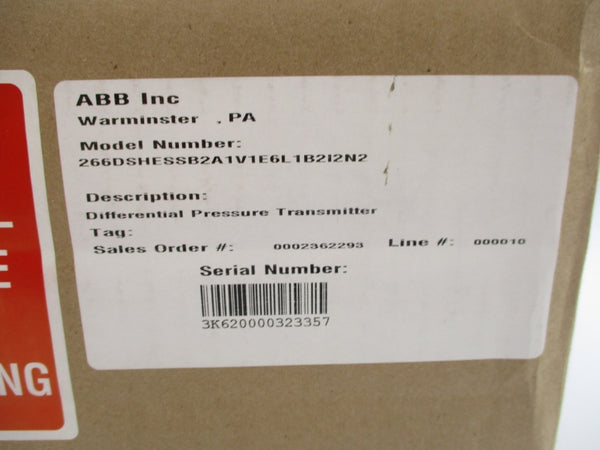 ABB Inc
Warminster , PA
Model Number:
266DSHESSB2A1V1E6L1B2I2N2
Description:
Differential Pressure Transmitter
Tag:
Sales Order #: 0002362293 Line #: 000010
Serial Number:
3K620000323357